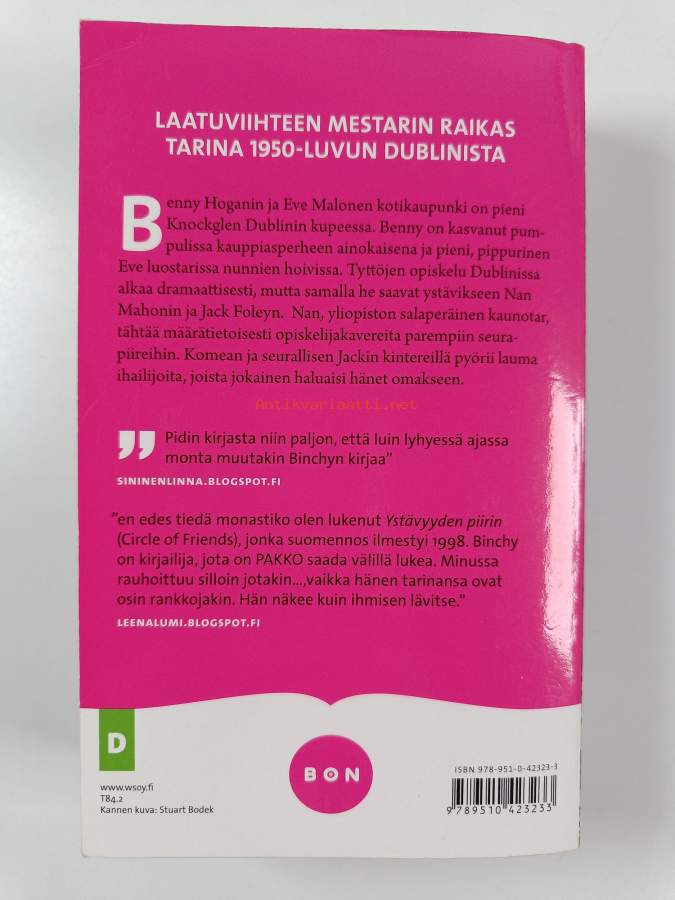 LAATUVIIHTEEN MESTARIN RAIKAS
TARINA 1950-LUVUN DUBLINISTA
Benny Hoganin ja Eve Malonen kotikaupunki on pieni
Knockglen Dublinin kupeessa. Benny on kasvanut pum-
pulissa kauppiasperheen ainokaisena ja pieni, pippurinen
Eve luostarissa nunnien hoivissa. Tyttöjen opiskelu Dublinissa
alkaa dramaattisesti, mutta samalla he saavat ystävikseen Nan
Mahonin ja Jack Foleyn. Nan, yliopiston salaperäinen kaunotar,
tähtää määrätietoisesti opiskelijakavereita parempiin seura-
piireihin. Komean ja seurallisen Jackin kintereillä pyörii lauma
ihailijoita, joista jokainen haluaisi hänet omakseen.
Antikvariaatti.net
” Pidin kirjasta niin paljon, että luin lyhyessä ajassa
monta muutakin Binchyn kirjaa”
SININENLINNA.BLOGSPOT.FI
”en edes tiedä monastiko olen lukenut Ystävyyden piirin
(Circle of Friends), jonka suomennos ilmestyi 1998. Binchy
on kirjailija, jota on PAKKO saada välillä lukea. Minussa
rauhoittuu silloin jotakin...,vaikka hänen tarinansa ovat
osin rankkojakin. Hän näkee kuin ihmisen lävitse.”
LEENALUMI.BLOGSPOT.FI
D
BON
www.wsoy.fi
T84.2
Kannen kuva: Stuart Bodek
ISBN 978-951-0-42323-3
9 789510 423233